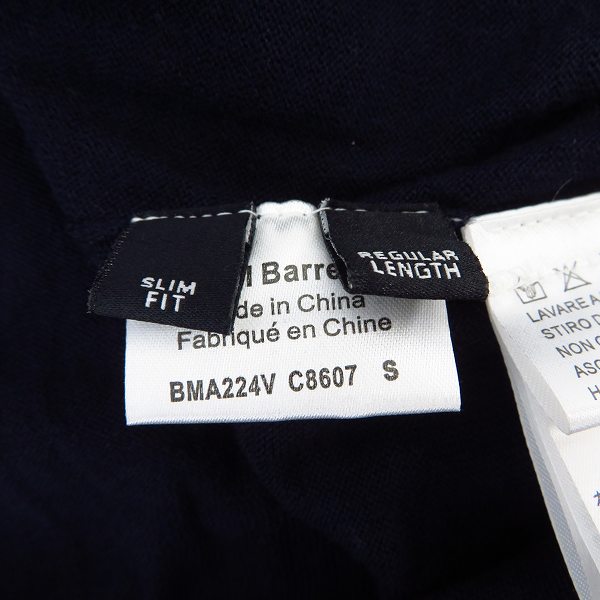 SLIM
FIT
REGULAR
LENGTH
Barre
de in China
Fabriqué en Chine
BMA224V C8607 S
LAVARE A
STIRO D
NON C
ASC